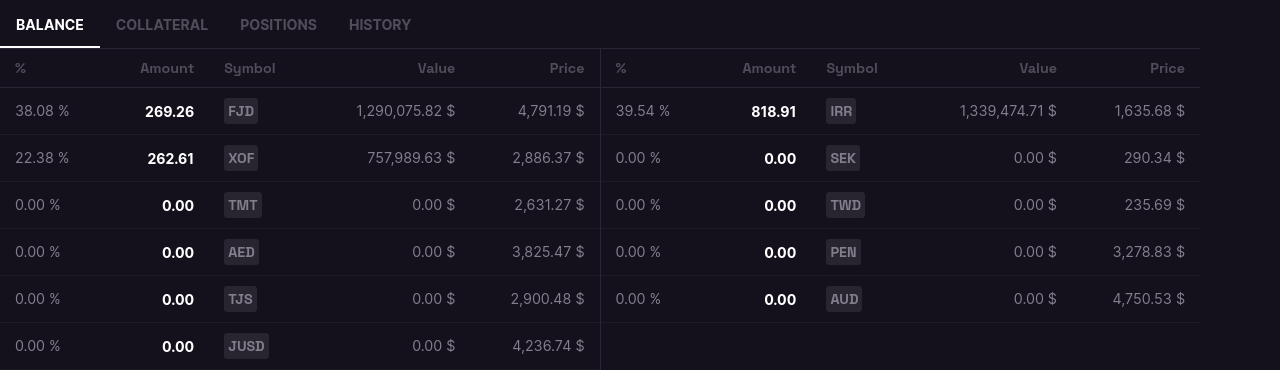 BALANCE COLLATERAL POSITIONS HISTORY
% Amount Symbol Value Price % Amount Symbol Value Price
38.08 % 269.26 FJD 1,290,075.82 $ 4,791.19 $ 39.54 % 818.91 IRR 1,339,474.71 $ 1,635.68 $
22.38 % 262.61 XOF 757,989.63 $ 2,886.37 $ 0.00 % 0.00 SEK 0.00 $ 290.34 $
0.00 % 0.00 TMT 0.00 $ 2,631.27 $ 0.00 % 0.00 TWD 0.00 $ 235.69 $
0.00 % 0.00 AED 0.00 $ 3,825.47 $ 0.00 % 0.00 PEN 0.00 $ 3,278.83 $
0.00 % 0.00 TJS 0.00 $ 2,900.48 $ 0.00 % 0.00 AUD 0.00 $ 4,750.53 $
0.00 % 0.00 JUSD 0.00 $ 4,236.74 $